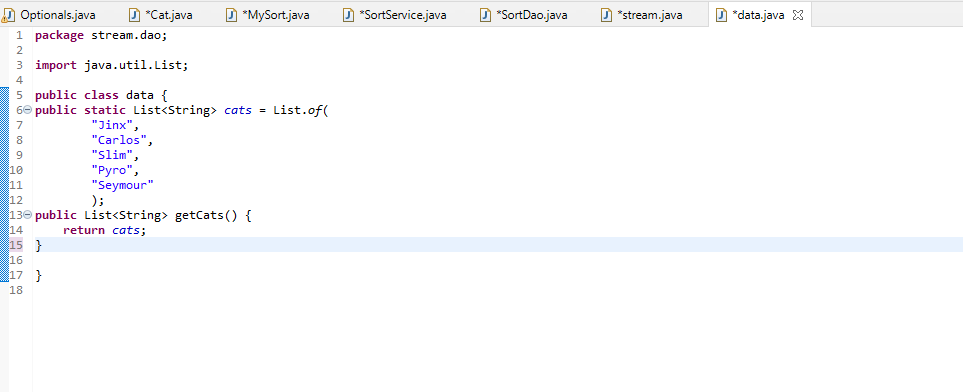 Optionals.java *Cat.java *MySort.java *SortService.java *SortDao.java *stream.java *data.java
1 package stream.dao;
2
3 import java.util.List;
4
5 public class data {
6 public static List<String> cats = List.of(
7 "Jinx",
8 "Carlos",
9 "Slim",
10 "Pyro",
11 "Seymour"
12 );
13 public List<String> getCats() {
14 return cats;
15 }
16
17 }
18